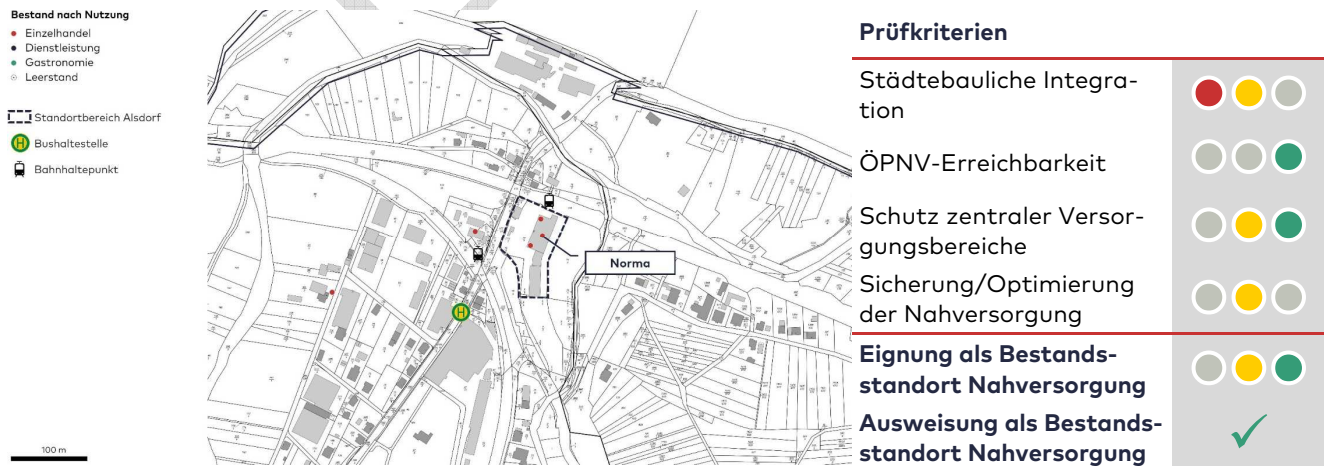 Bestand nach Nutzung
Einzelhandel
Dienstleistung
Gastronomie
Leerstand
Standortbereich Alsdorf
H Bushaltestelle
Bahnhaltepunkt
100 m
Norma
H
Prüfkriterien
Städtebauliche Integra-
tion
ÖPNV-Erreichbarkeit
Schutz zentraler Versor-
gungsbereiche
Sicherung/Optimierung
der Nahversorgung
Eignung als Bestands-
standort Nahversorgung
Ausweisung als Bestands-
standort Nahversorgung